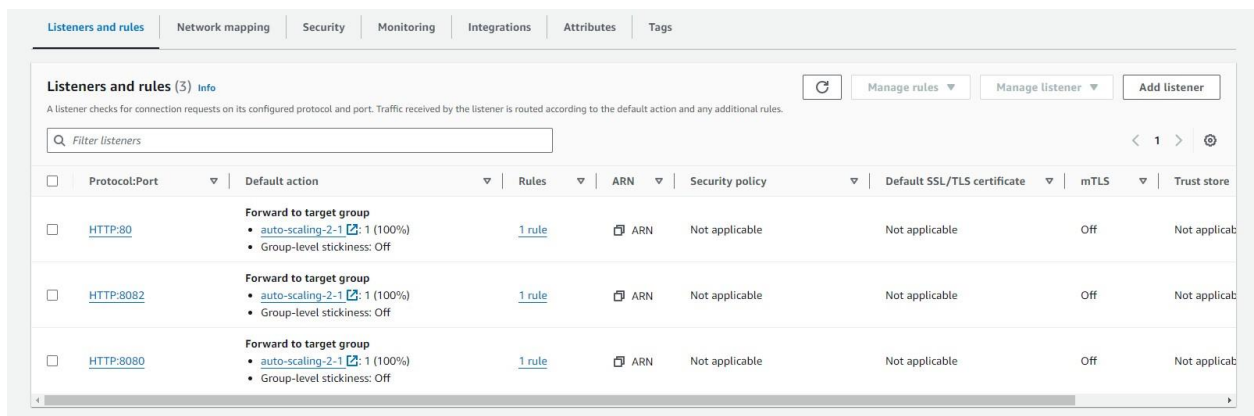 Listeners and rules Network mapping Security Monitoring Integrations Attributes Tags
Listeners and rules (3) Info
Manage rules Manage listener Add listener
A listener checks for connection requests on its configured protocol and port. Traffic received by the listener is routed according to the default action and any additional rules.
Filter listeners
1
Protocol:Port Default action Rules ARN Security policy Default SSL/TLS certificate mTLS Trust store
Forward to target group
HTTP:80 • auto-scaling-2-1: 1 (100%) 1 rule ARN Not applicable Not applicable Off Not applicab
• Group-level stickiness: Off
Forward to target group
HTTP:8082 • auto-scaling-2-1: 1 (100%) 1 rule ARN Not applicable Not applicable Off Not applicab
• Group-level stickiness: Off
Forward to target group
HTTP:8080 • auto-scaling-2-1: 1 (100%) 1 rule ARN Not applicable Not applicable Off Not applicab
• Group-level stickiness: Off